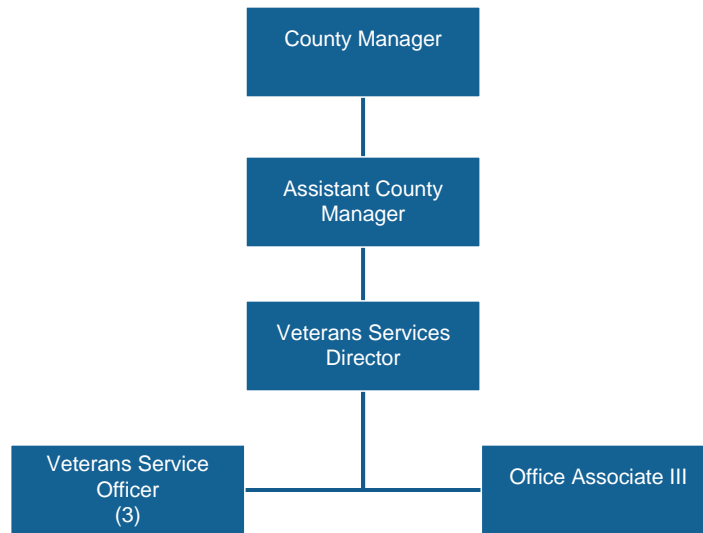 County Manager
Assistant County
Manager
Veterans Services
Director
Veterans Service
Officer
(3)
Office Associate III